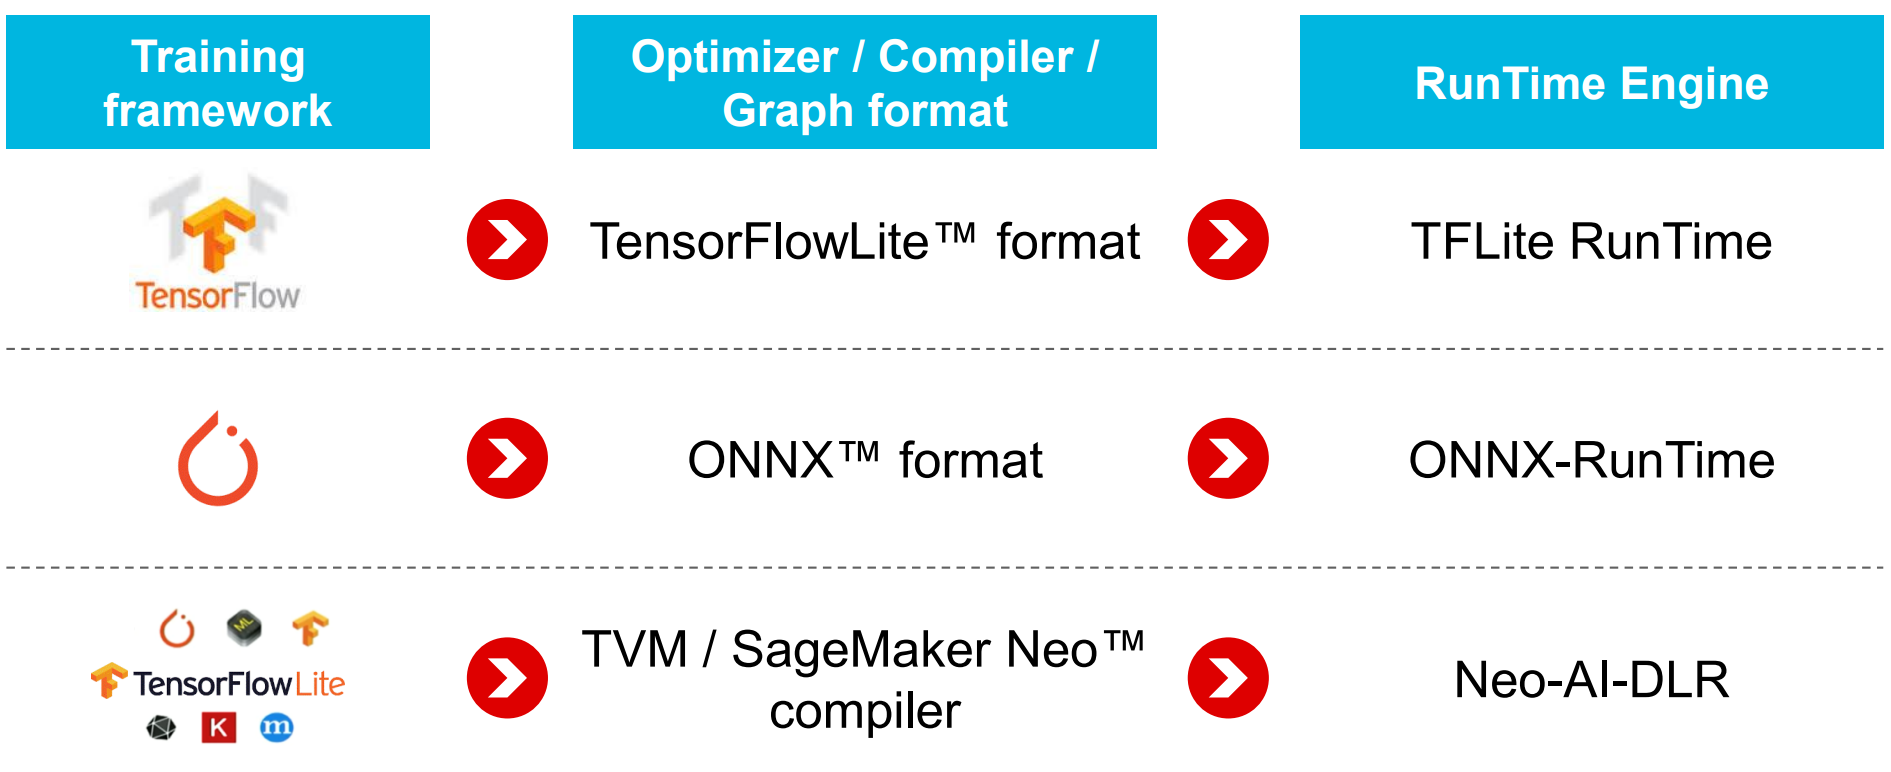 Training
framework
Optimizer / Compiler /
Graph format
RunTime Engine
TensorFlow
TensorFlowLite™ format
TFLite RunTime
ONNX™ format
ONNX-RunTime
ML
TensorFlowLite
K
m
TVM / SageMaker Neo™
compiler
Neo-AI-DLR